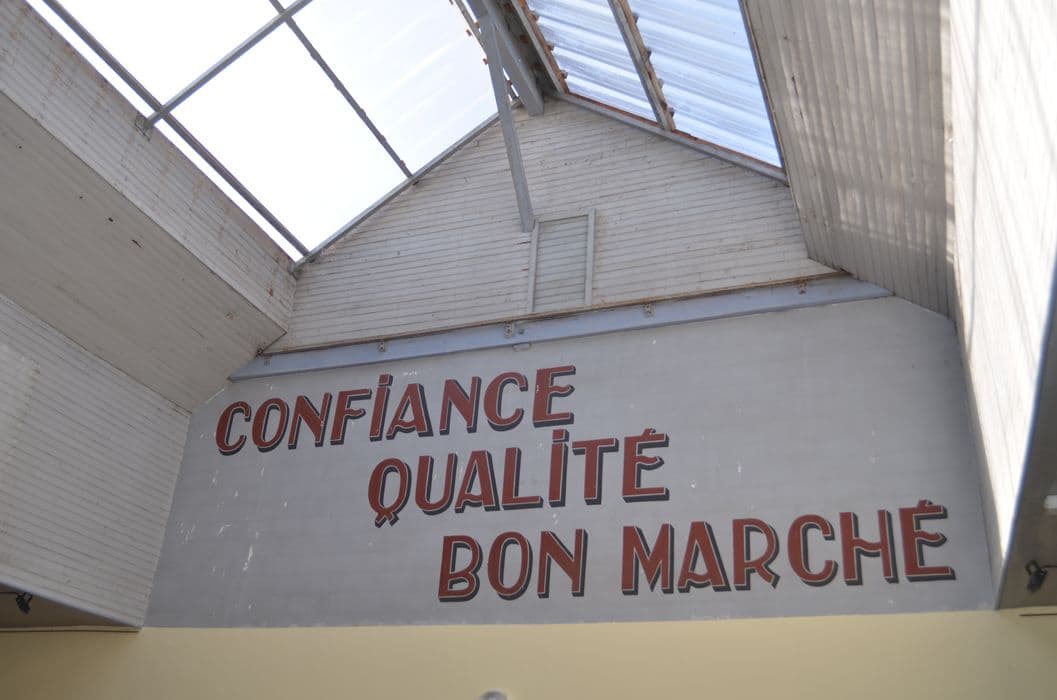 CONFiANCE
QUALiTÉ
BON MARCHÉ